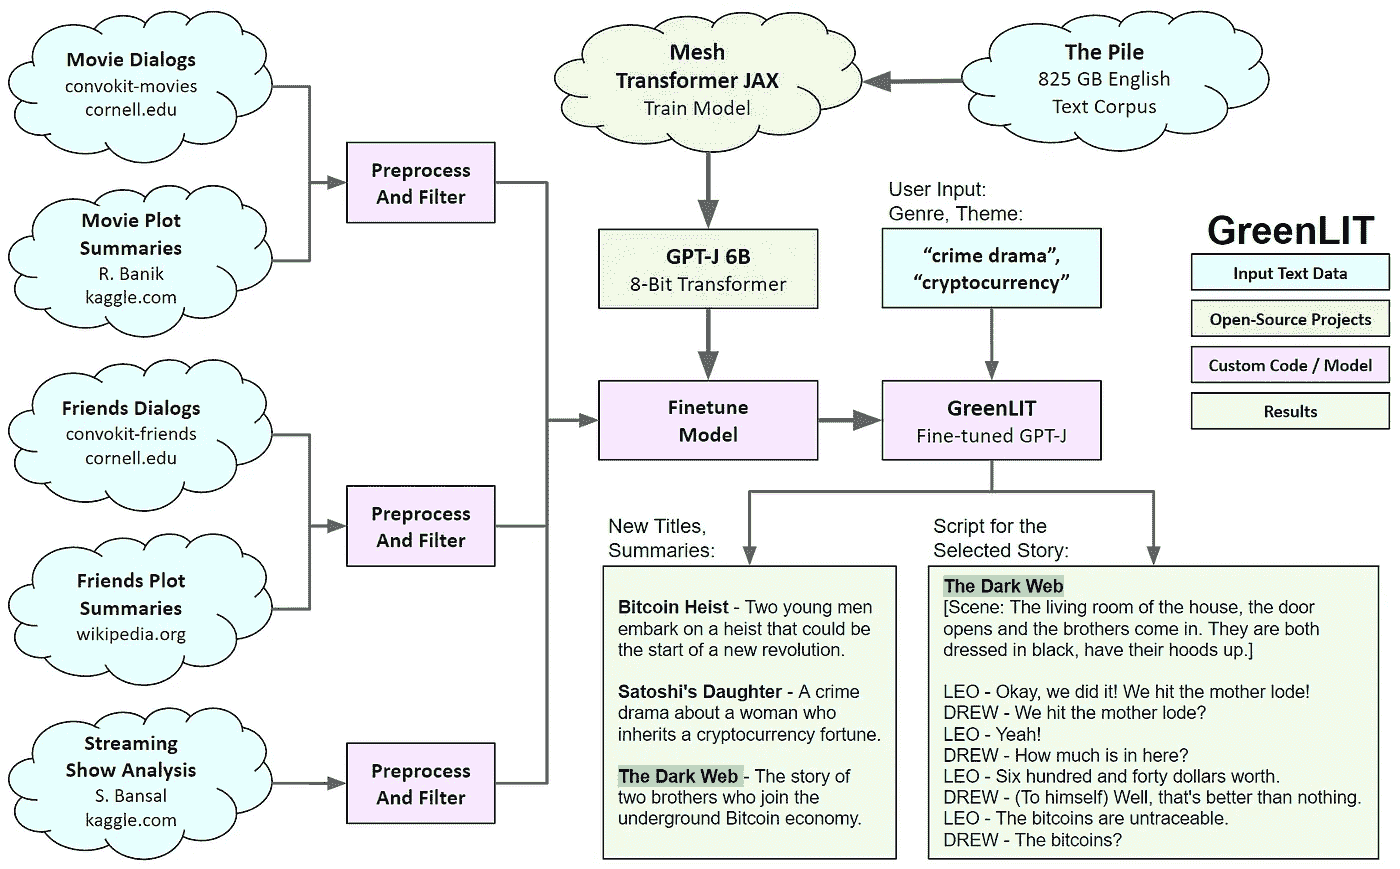 Movie Dialogs
convokit-movies
cornell.edu
Movie Plot
Summaries
R. Banik
kaggle.com
Friends Dialogs
convokit-friends
cornell.edu
Friends Plot
Summaries
wikipedia.org
Streaming
Show Analysis
S. Bansal
kaggle.com
Preprocess
And Filter
Preprocess
And Filter
Preprocess
And Filter
Mesh
Transformer JAX
Train Model
The Pile
825 GB English
Text Corpus
GPT-J 6B
8-Bit Transformer
User Input:
Genre, Theme:
“crime drama”,
“cryptocurrency”
Finetune
Model
GreenLIT
Fine-tuned GPT-J
GreenLIT
Input Text Data
Open-Source Projects
Custom Code / Model
Results
New Titles,
Summaries:
Bitcoin Heist - Two young men
embark on a heist that could be
the start of a new revolution.
Satoshi's Daughter - A crime
drama about a woman who
inherits a cryptocurrency fortune.
The Dark Web - The story of
two brothers who join the
underground Bitcoin economy.
Script for the
Selected Story:
The Dark Web
[Scene: The living room of the house, the door
opens and the brothers come in. They are both
dressed in black, have their hoods up.]
LEO - Okay, we did it! We hit the mother lode!
DREW - We hit the mother lode?
LEO - Yeah!
DREW - How much is in here?
LEO - Six hundred and forty dollars worth.
DREW - (To himself) Well, that's better than nothing.
LEO - The bitcoins are untraceable.
DREW - The bitcoins?